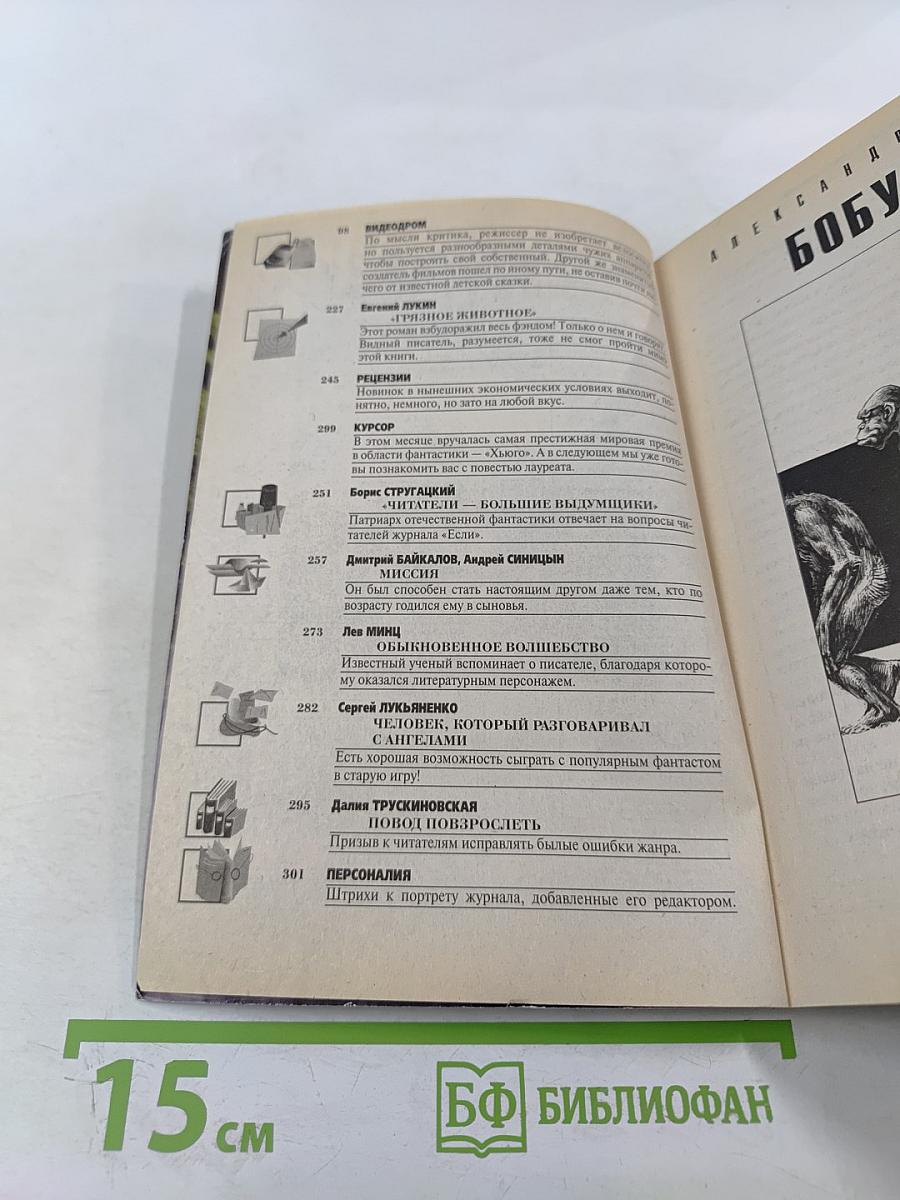 98 ВИДЕОДРОМ
По мысли критика, режиссер не изобретает
но пользуется разнообразными деталями чужих
чтобы построить свой собственный. Другой же
создатель фильмов пошел по иному пути, не оставив почти
чего от известной детской сказки.
227 Евгений ЛУКИН
«ГРЯЗНОЕ ЖИВОТНОЕ»
Этот роман взбудоражил весь фэндом! Только о нем и говорят!
Видный писатель, разумеется, тоже не смог пройти мимо
этой книги.
245 РЕЦЕНЗИИ
Новинок в нынешних экономических условиях выходит, по-
нятно, немного, но зато на любой вкус.
299 КУРСОР
В этом месяце вручалась самая престижная мировая премия
в области фантастики — «Хьюго». А в следующем мы уже гото-
вы познакомить вас с повестью лауреата.
251 Борис СТРУГАЦКИЙ
«ЧИТАТЕЛИ — БОЛЬШИЕ ВЫДУМЩИКИ»
Патриарх отечественной фантастики отвечает на вопросы чи-
тателей журнала «Если».
257 Дмитрий БАЙКАЛОВ, Андрей СИНИЦЫН
МИССИЯ
Он был способен стать настоящим другом даже тем, кто по
возрасту годился ему в сыновья.
273 Лев МИНЦ
ОБЫКНОВЕННОЕ ВОЛШЕБСТВО
Известный ученый вспоминает о писателе, благодаря которо-
му оказался литературным персонажем.
282 Сергей ЛУКЬЯНЕНКО
ЧЕЛОВЕК, КОТОРЫЙ РАЗГОВАРИВАЛ
С АНГЕЛАМИ
Есть хорошая возможность сыграть с популярным фантастом
в старую игру!
295 Далия ТРУСКИНОВСКАЯ
ПОВОД ПОВЗРОСЛЕТЬ
Призыв к читателям исправлять былые ошибки жанра.
301 ПЕРСОНАЛИЯ
Штрихи к портрету журнала, добавленные его редактором.
АЛЕКСАНДР
БОБУ
15 см
БФ БИБЛИОФАН